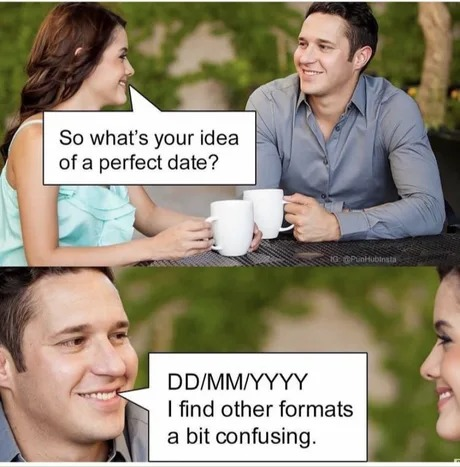 So what's your idea
of a perfect date?
IG: @PunHubInsta
DD/MM/YYYY
I find other formats
a bit confusing.